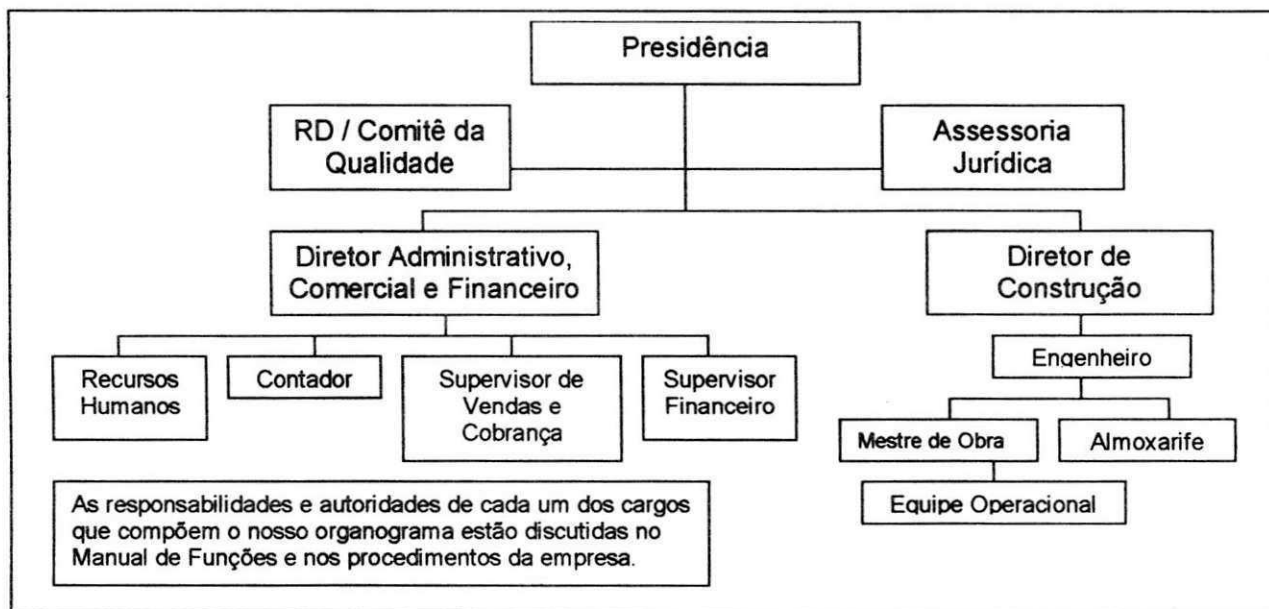 Presidência
RD / Comitê da
Qualidade
Assessoria
Jurídica
Diretor Administrativo,
Comercial e Financeiro
Diretor de
Construção
Recursos
Humanos
Contador
Supervisor de
Vendas e
Cobrança
Supervisor
Financeiro
Engenheiro
Mestre de Obra
Almoxarife
Equipe Operacional
As responsabilidades e autoridades de cada um dos cargos
que compõem o nosso organograma estão discutidas no
Manual de Funções e nos procedimentos da empresa.